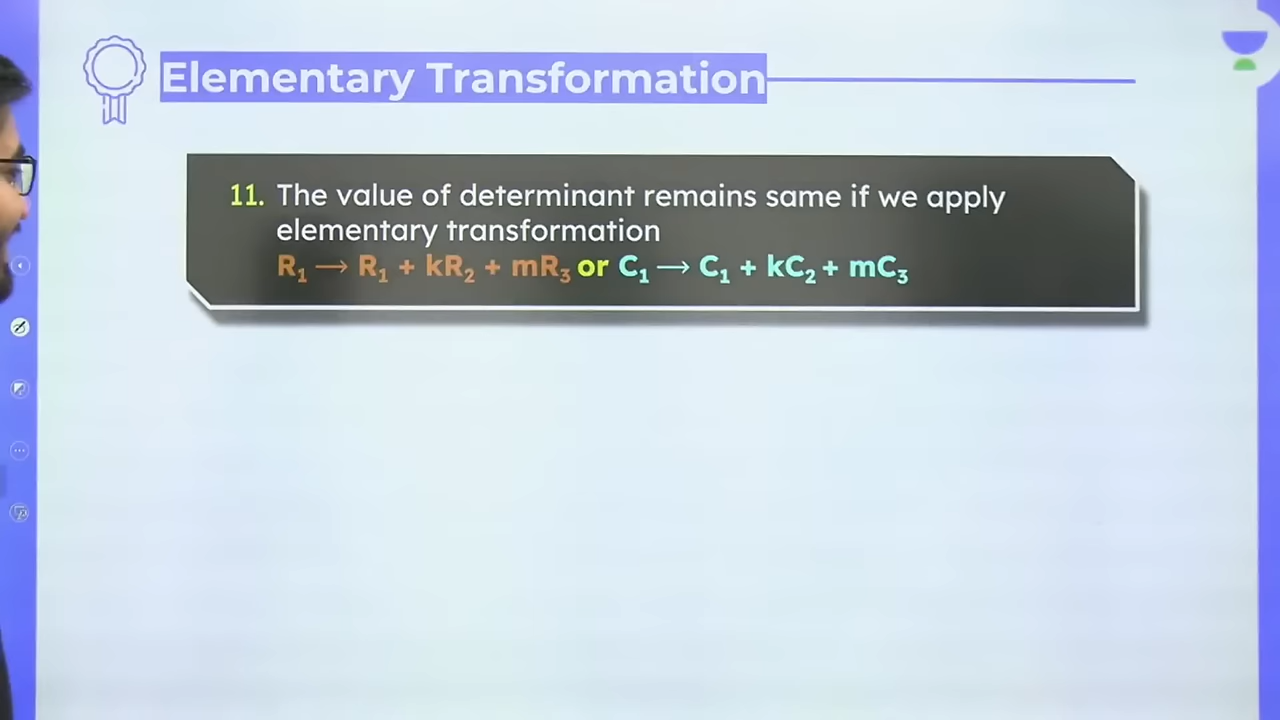 Elementary Transformation
11. The value of determinant remains same if we apply
elementary transformation
R₁ → R₁ + kR₂ + mR₃ or C₁ → C₁ + kC₂ + mC₃